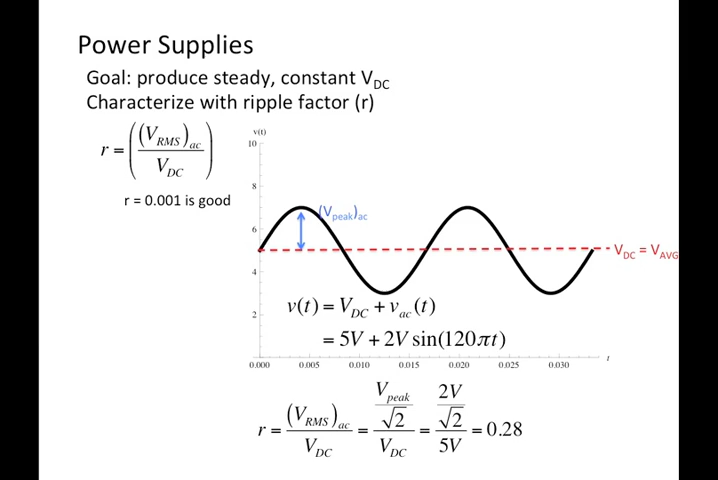 Power Supplies
Goal: produce steady, constant V_DC
Characterize with ripple factor (r)
r = ((V_RMS)_ac / V_DC)
r = 0.001 is good
v(t)
10
8
6
4
2
(V_peak)_ac
V_DC = V_AVG
v(t) = V_DC + v_ac(t)
= 5V + 2V sin(120πt)
0.000 0.005 0.010 0.015 0.020 0.025 0.030 t
r = (V_RMS)_ac / V_DC = (V_peak / √2) / V_DC = (2V / √2) / 5V = 0.28